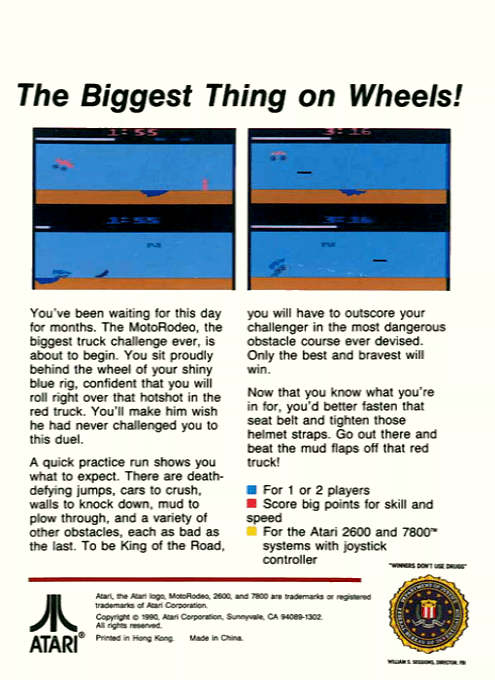 The Biggest Thing on Wheels!
1:55
3:16
1:55
3:16
You've been waiting for this day
for months. The MotoRodeo, the
biggest truck challenge ever, is
about to begin. You sit proudly
behind the wheel of your shiny
blue rig, confident that you will
roll right over that hotshot in the
red truck. You'll make him wish
he had never challenged you to
this duel.
A quick practice run shows you
what to expect. There are death-
defying jumps, cars to crush,
walls to knock down, mud to
plow through, and a variety of
other obstacles, each as bad as
the last. To be King of the Road,
you will have to outscore your
challenger in the most dangerous
obstacle course ever devised.
Only the best and bravest will
win.
Now that you know what you're
in for, you'd better fasten that
seat belt and tighten those
helmet straps. Go out there and
beat the mud flaps off that red
truck!
For 1 or 2 players
Score big points for skill and
speed
For the Atari 2600 and 7800™
systems with joystick
controller
"WINNERS DON'T USE DRUGS"
Atari, the Atari logo, MotoRodeo, 2600, and 7800 are trademarks or registered
trademarks of Atari Corporation.
Copyright © 1990, Atari Corporation, Sunnyvale, CA 94089-1302.
All rights reserved.
Printed in Hong Kong. Made in China.
ATARI®
DEPARTMENT OF JUSTICE
FEDERAL BUREAU OF INVESTIGATION
WILLIAM S. SESSIONS, DIRECTOR, FBI